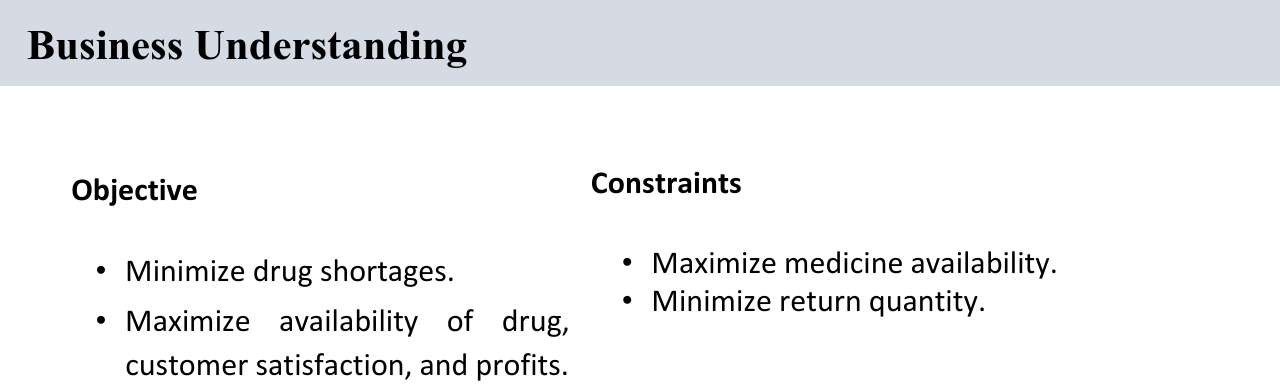 Business Understanding
Objective
• Minimize drug shortages.
• Maximize availability of drug,
customer satisfaction, and profits.
Constraints
• Maximize medicine availability.
• Minimize return quantity.